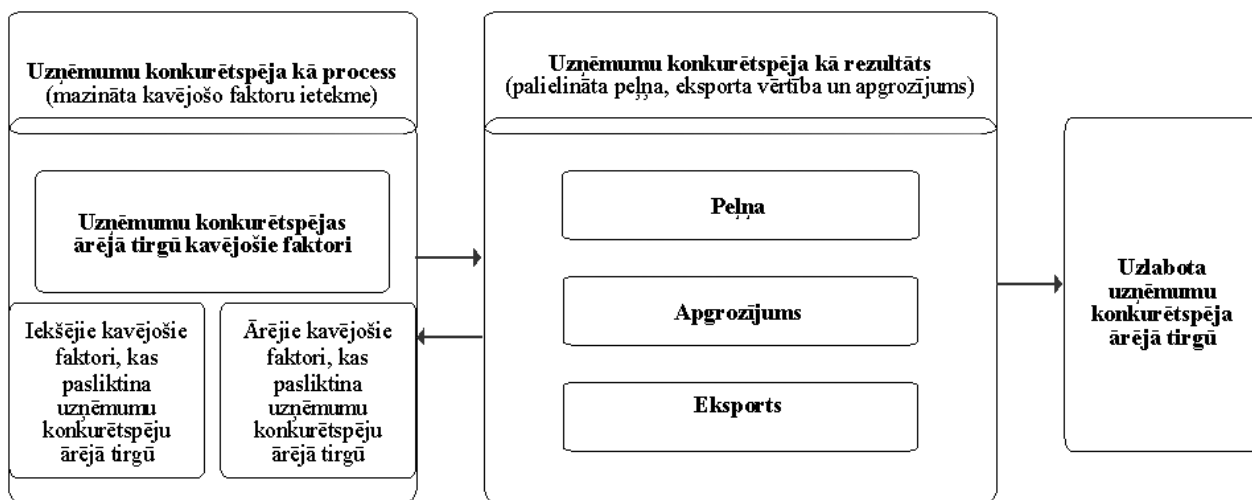 Uzņēmumu konkurētspēja kā process
(mazināta kavējošo faktoru ietekme)
Uzņēmumu konkurētspējas
ārējā tirgū kavējošie faktori
Iekšējie kavējošie
faktori, kas
pasliktina
uzņēmumu
konkurētspēju
ārējā tirgū
Ārējie kavējošie
faktori, kas
pasliktina
uzņēmumu
konkurētspēju
ārējā tirgū
Uzņēmumu konkurētspēja kā rezultāts
(palielināta peļņa, eksporta vērtība un apgrozījums)
Peļņa
Apgrozījums
Eksports
Uzlabota
uzņēmumu
konkurētspēja
ārējā tirgū